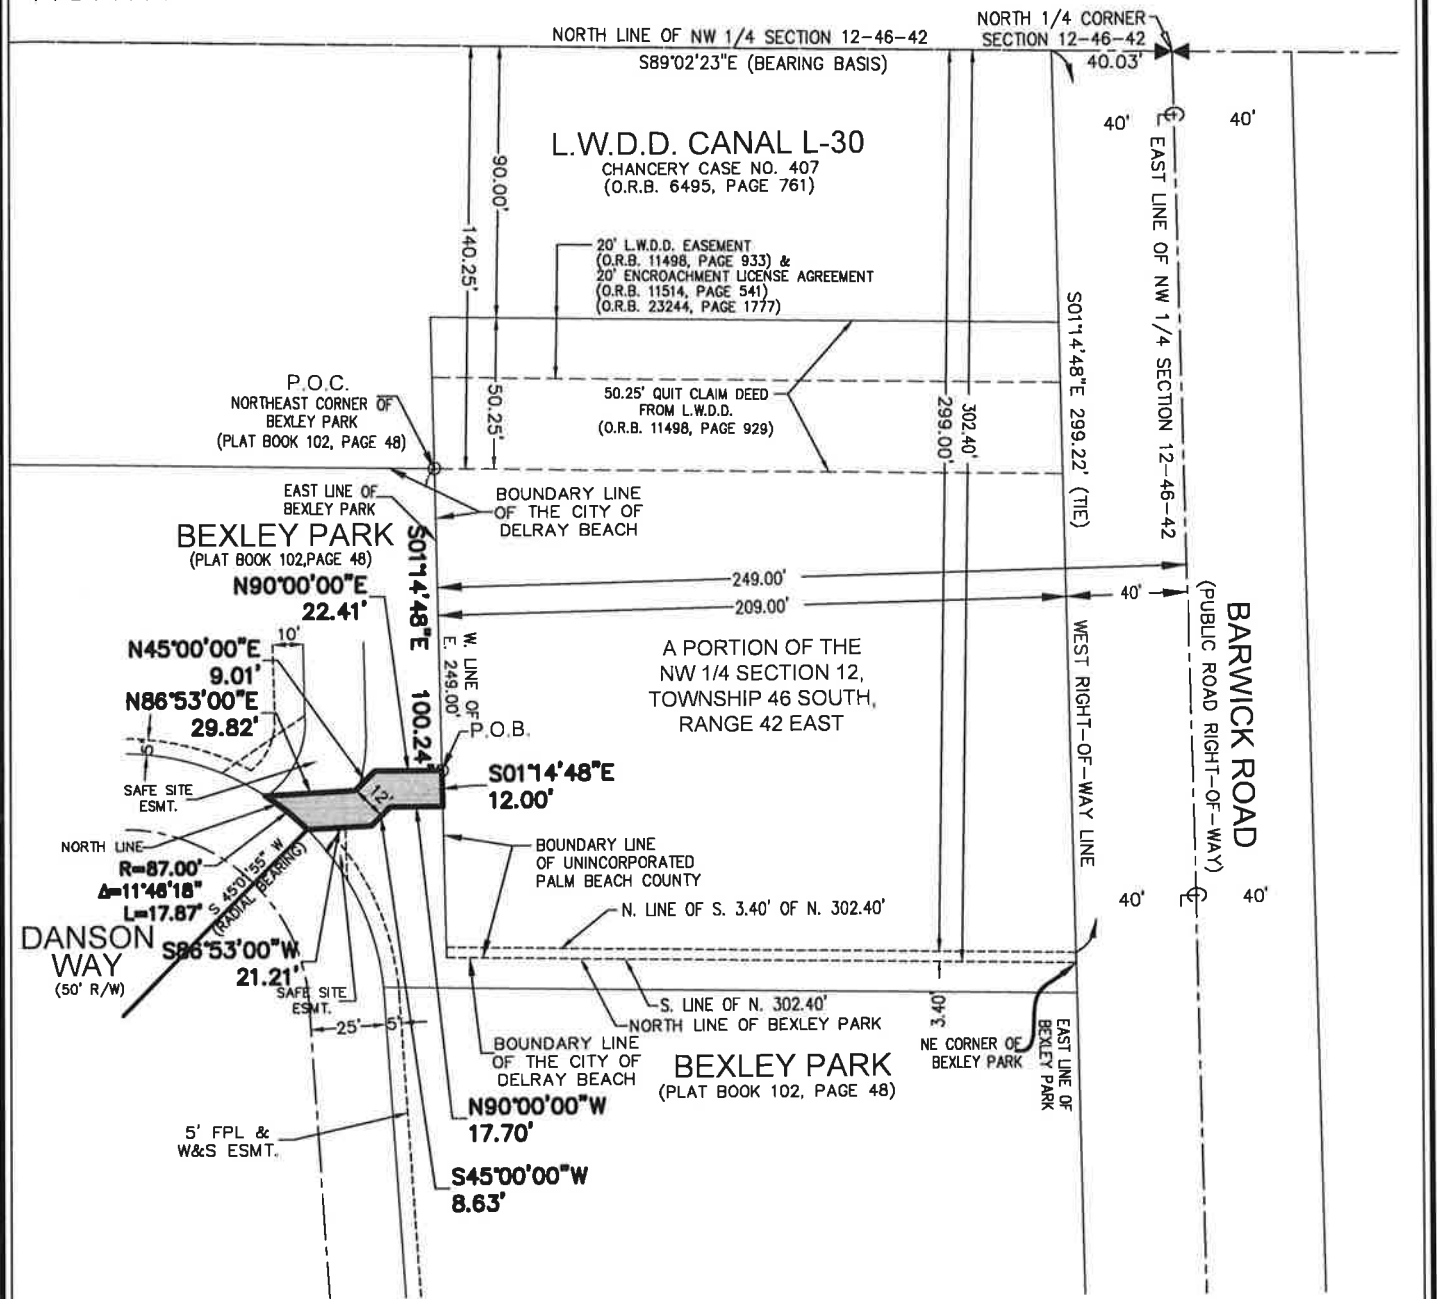 NORTH 1/4 CORNER
SECTION 12-46-42
40.03'
NORTH LINE OF NW 1/4 SECTION 12-46-42
S89°02'23"E (BEARING BASIS)
40'
40'
L.W.D.D. CANAL L-30
CHANCERY CASE NO. 407
(O.R.B. 6495, PAGE 761)
90.00'
140.25'
EAST LINE OF NW 1/4 SECTION 12-46-42
20' L.W.D.D. EASEMENT
(O.R.B. 11498, PAGE 933) &
20' ENCROACHMENT LICENSE AGREEMENT
(O.R.B. 11514, PAGE 541)
(O.R.B. 23244, PAGE 1777)
S01°14'48"E 299.22' (TIE)
P.O.C.
NORTHEAST CORNER OF
BEXLEY PARK
(PLAT BOOK 102, PAGE 48)
50.25'
50.25' QUIT CLAIM DEED
FROM L.W.D.D.
(O.R.B. 11498, PAGE 929)
299.00'
302.40'
EAST LINE OF
BEXLEY PARK
BOUNDARY LINE
OF THE CITY OF
DELRAY BEACH
BEXLEY PARK
(PLAT BOOK 102,PAGE 48)
S01°14'48"E 100.24'
249.00'
209.00'
40'
N90°00'00"E
22.41'
W. LINE OF
E. 249.00'
A PORTION OF THE
NW 1/4 SECTION 12,
TOWNSHIP 46 SOUTH,
RANGE 42 EAST
WEST RIGHT-OF-WAY LINE
BARWICK ROAD
(PUBLIC ROAD RIGHT-OF-WAY)
10'
N45°00'00"E
9.01'
N86°53'00"E
29.82'
5'
P.O.B.
S01°14'48"E
12.00'
12'
SAFE SITE
ESMT.
NORTH LINE
R=87.00'
Δ=11°46'18"
L=17.87'
S 45°01'55" W
(RADIAL BEARING)
BOUNDARY LINE
OF UNINCORPORATED
PALM BEACH COUNTY
N. LINE OF S. 3.40' OF N. 302.40'
40'
40'
DANSON
WAY
(50' R/W)
S86°53'00"W
21.21'
SAFE SITE
ESMT.
25'
5'
S. LINE OF N. 302.40'
NORTH LINE OF BEXLEY PARK
3.40'
NE CORNER OF
BEXLEY PARK
EAST LINE OF
BEXLEY PARK
BOUNDARY LINE
OF THE CITY OF
DELRAY BEACH
BEXLEY PARK
(PLAT BOOK 102, PAGE 48)
N90°00'00"W
17.70'
5' FPL &
W&S ESMT.
S45°00'00"W
8.63'